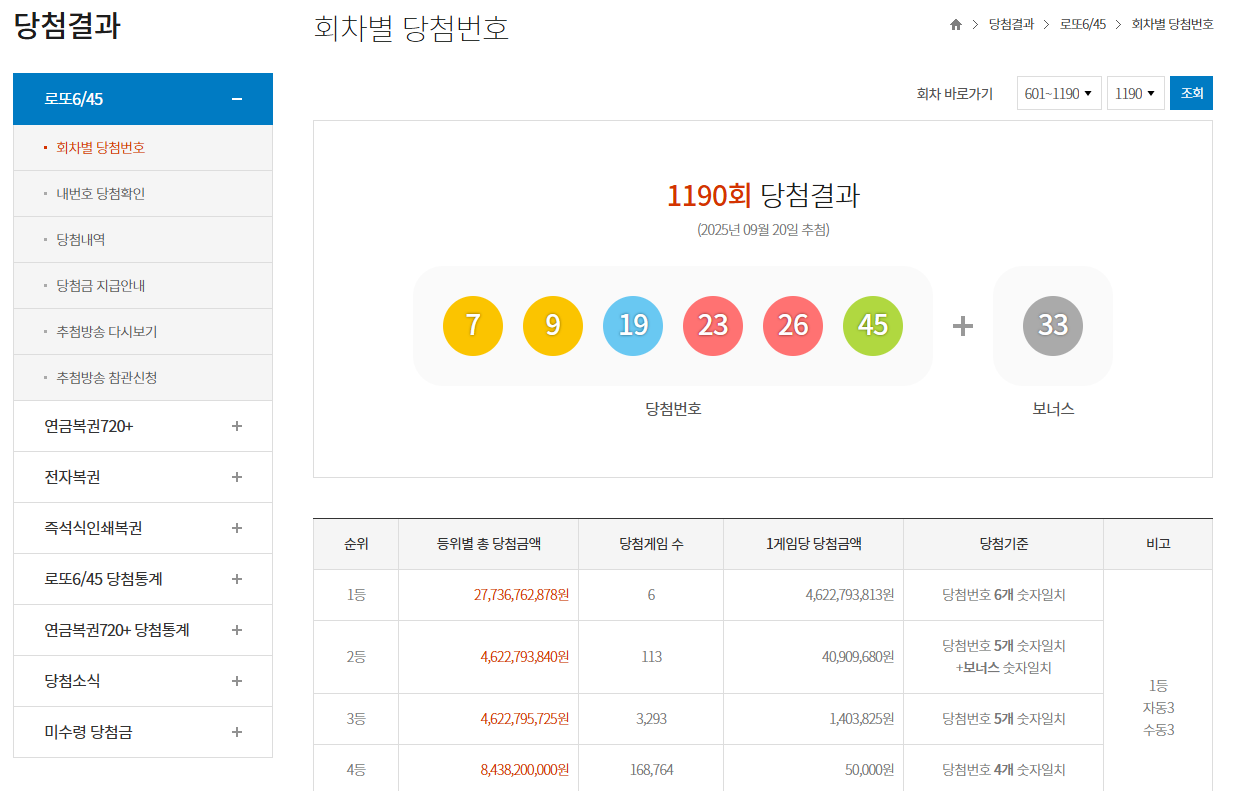 당첨결과
로또6/45
회차별 당첨번호
내번호 당첨확인
당첨내역
당첨금 지급안내
추첨방송 다시보기
추첨방송 참관신청
연금복권720+
전자복권
즉석식인쇄복권
로또6/45 당첨통계
연금복권720+ 당첨통계
당첨소식
미수령 당첨금
회차별 당첨번호
당첨결과 > 로또6/45 > 회차별 당첨번호
회차 바로가기 601~1190 1190 조회
1190회 당첨결과
(2025년 09월 20일 추첨)
7 9 19 23 26 45 + 33
당첨번호 보너스
순위 등위별 총 당첨금액 당첨게임 수 1게임당 당첨금액 당첨기준 비고
1등 27,736,762,878원 6 4,622,793,813원 당첨번호 6개 숫자일치
2등 4,622,793,840원 113 40,909,680원 당첨번호 5개 숫자일치
+보너스 숫자일치
3등 4,622,795,725원 3,293 1,403,825원 당첨번호 5개 숫자일치
4등 8,438,200,000원 168,764 50,000원 당첨번호 4개 숫자일치
1등
자동3
수동3